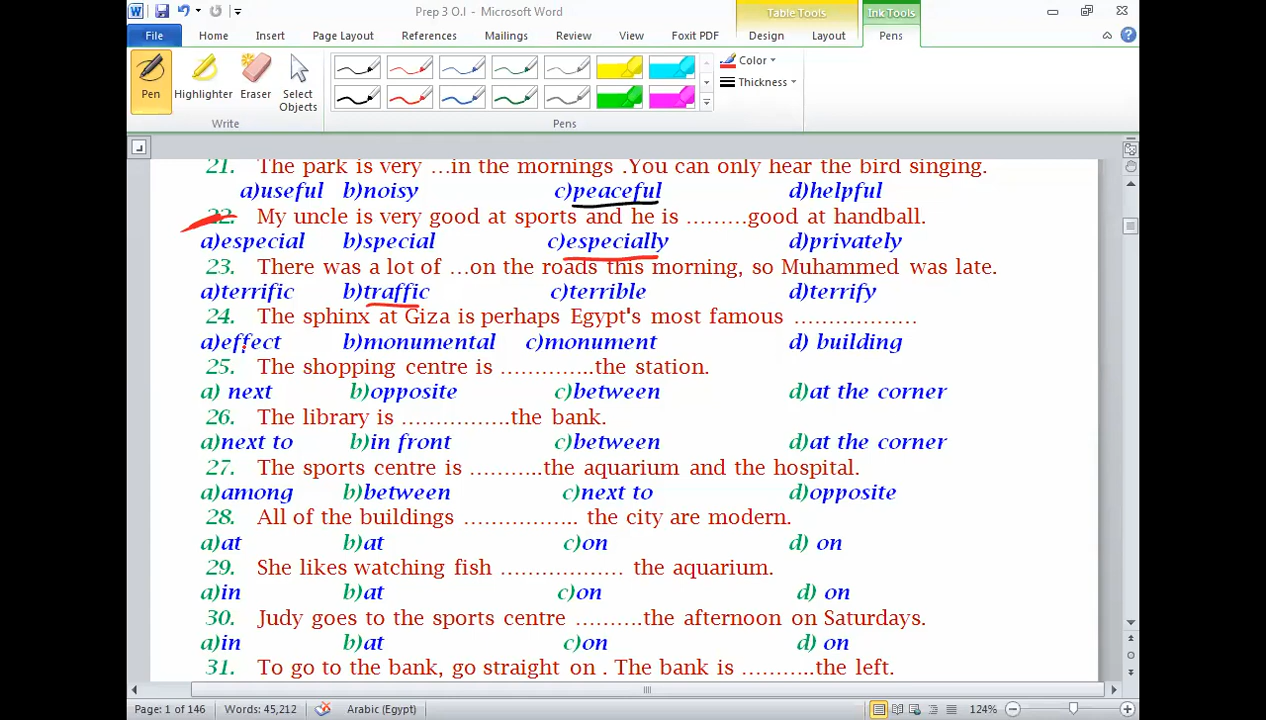 Prep 3 O.I - Microsoft Word
Table Tools
Ink Tools
File Home Insert Page Layout References Mailings Review View Foxit PDF Design Layout Pens
Pen Highlighter Eraser Select Objects
Color
Thickness
Write
Pens
21. The park is very ...in the mornings .You can only hear the bird singing.
a)useful b)noisy c)peaceful d)helpful
22. My uncle is very good at sports and he is .........good at handball.
a)especial b)special c)especially d)privately
23. There was a lot of ...on the roads this morning, so Muhammed was late.
a)terrific b)traffic c)terrible d)terrify
24. The sphinx at Giza is perhaps Egypt's most famous ..................
a)effect b)monumental c)monument d) building
25. The shopping centre is ..............the station.
a) next b)opposite c)between d)at the corner
26. The library is ................the bank.
a)next to b)in front c)between d)at the corner
27. The sports centre is ...........the aquarium and the hospital.
a)among b)between c)next to d)opposite
28. All of the buildings ................. the city are modern.
a)at b)at c)on d) on
29. She likes watching fish .................. the aquarium.
a)in b)at c)on d) on
30. Judy goes to the sports centre ..........the afternoon on Saturdays.
a)in b)at c)on d) on
31. To go to the bank, go straight on . The bank is ...........the left.
Page: 1 of 146 Words: 45,212 Arabic (Egypt) 124%